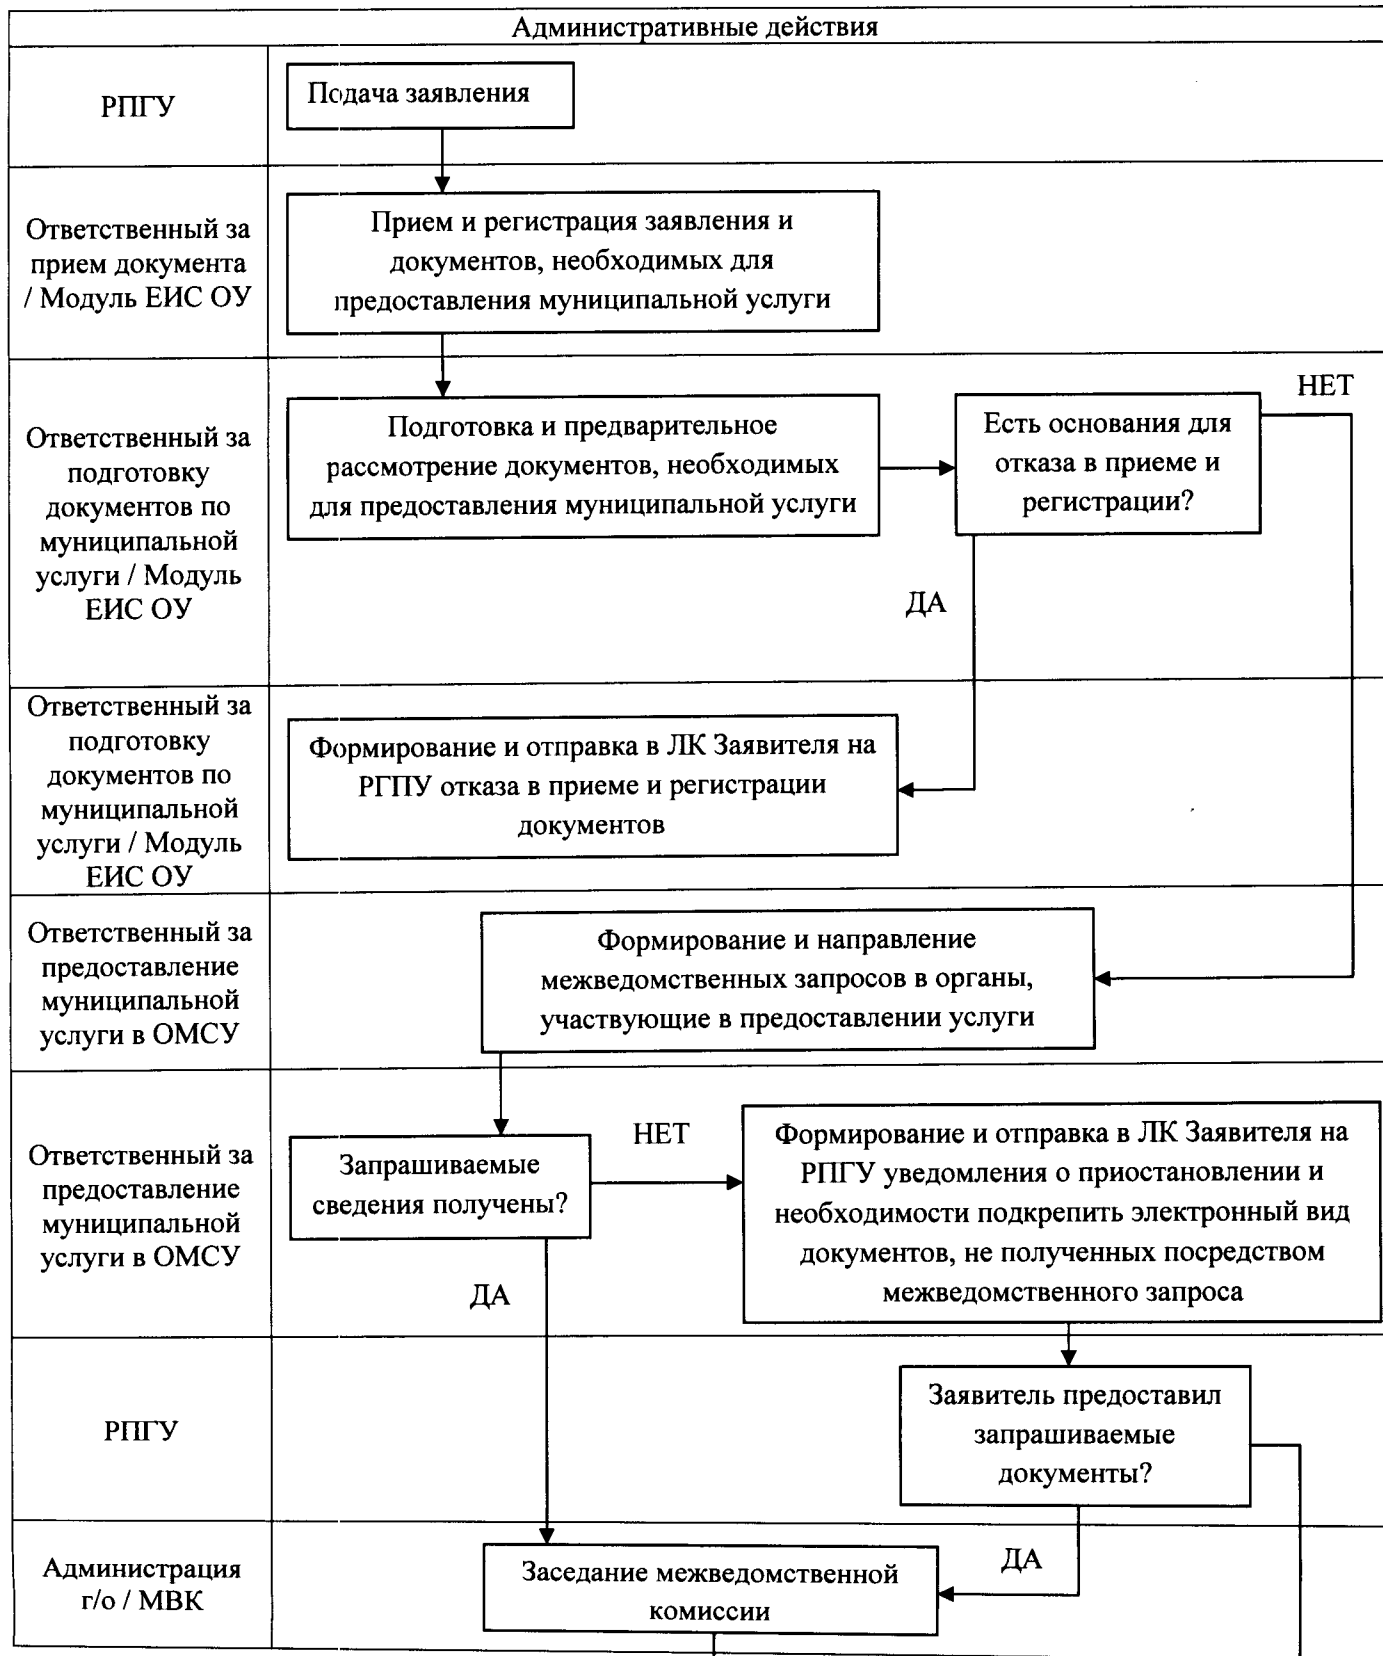 Административные действия
РПГУ
Подача заявления
Ответственный за
прием документа
/ Модуль ЕИС ОУ
Прием и регистрация заявления и
документов, необходимых для
предоставления муниципальной услуги
Ответственный за
подготовку
документов по
муниципальной
услуги / Модуль
ЕИС ОУ
Подготовка и предварительное
рассмотрение документов, необходимых
для предоставления муниципальной услуги
Есть основания для
отказа в приеме и
регистрации?
НЕТ
ДА
Ответственный за
подготовку
документов по
муниципальной
услуги / Модуль
ЕИС ОУ
Формирование и отправка в ЛК Заявителя на
РГПУ отказа в приеме и регистрации
документов
Ответственный за
предоставление
муниципальной
услуги в ОМСУ
Формирование и направление
межведомственных запросов в органы,
участвующие в предоставлении услуги
Ответственный за
предоставление
муниципальной
услуги в ОМСУ
Запрашиваемые
сведения получены?
НЕТ
ДА
Формирование и отправка в ЛК Заявителя на
РПГУ уведомления о приостановлении и
необходимости подкрепить электронный вид
документов, не полученных посредством
межведомственного запроса
РПГУ
Заявитель предоставил
запрашиваемые
документы?
Администрация
г/о / МВК
Заседание межведомственной
комиссии
ДА